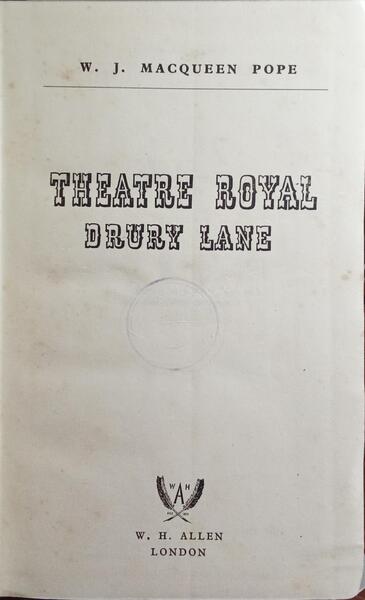 W. J. MACQUEEN POPE
THEATRE ROYAL
DRURY LANE
W A H
W. H. ALLEN
LONDON